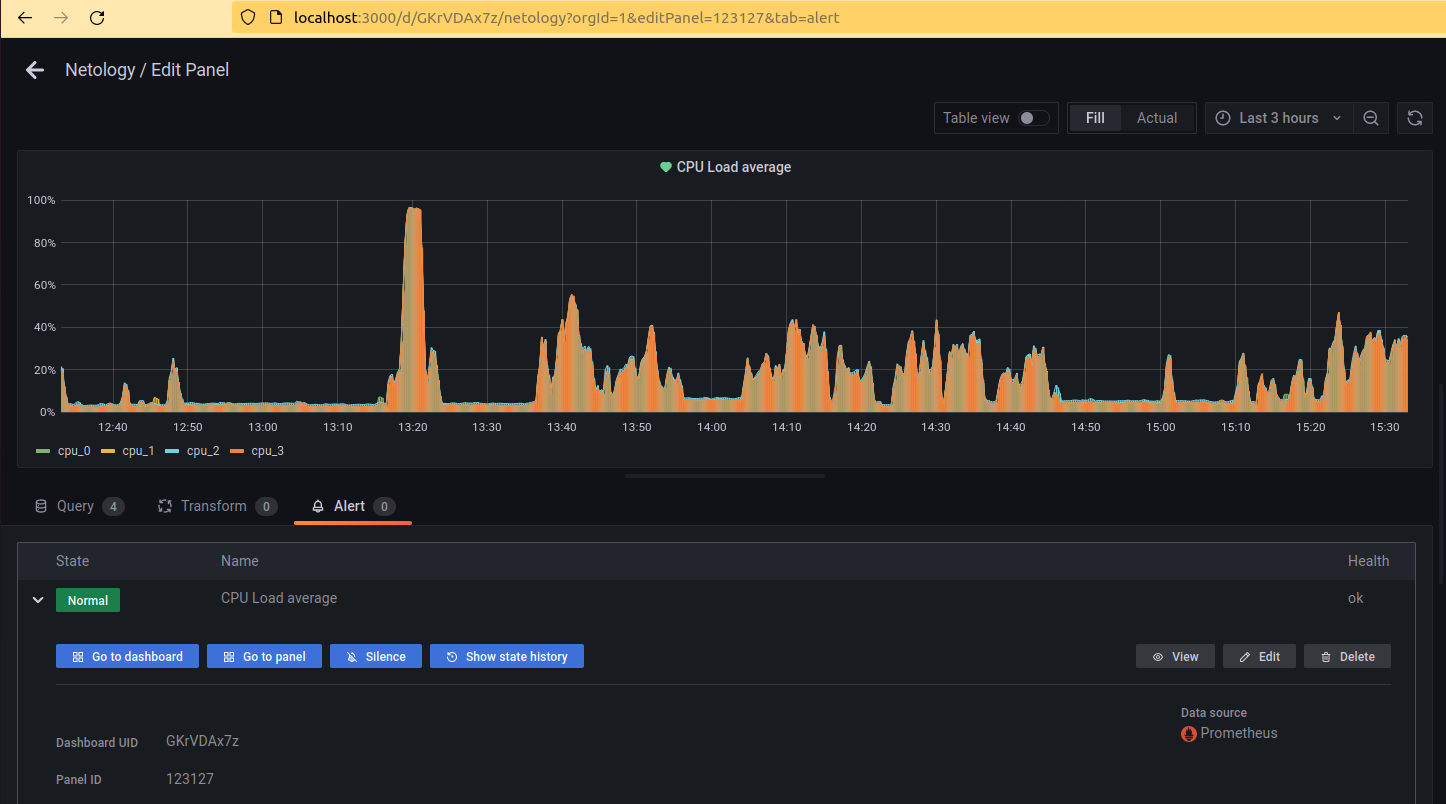 localhost:3000/d/GKrVDAx7z/netology?orgId=1&editPanel=123127&tab=alert
Netology / Edit Panel
Table view Fill Actual Last 3 hours
CPU Load average
100%
80%
60%
40%
20%
0%
12:40 12:50 13:00 13:10 13:20 13:30 13:40 13:50 14:00 14:10 14:20 14:30 14:40 14:50 15:00 15:10 15:20 15:30
cpu_0 cpu_1 cpu_2 cpu_3
Query 4 Transform 0 Alert 0
State Name Health
Normal CPU Load average ok
Go to dashboard Go to panel Silence Show state history View Edit Delete
Data source
Prometheus
Dashboard UID GKrVDAx7z
Panel ID 123127